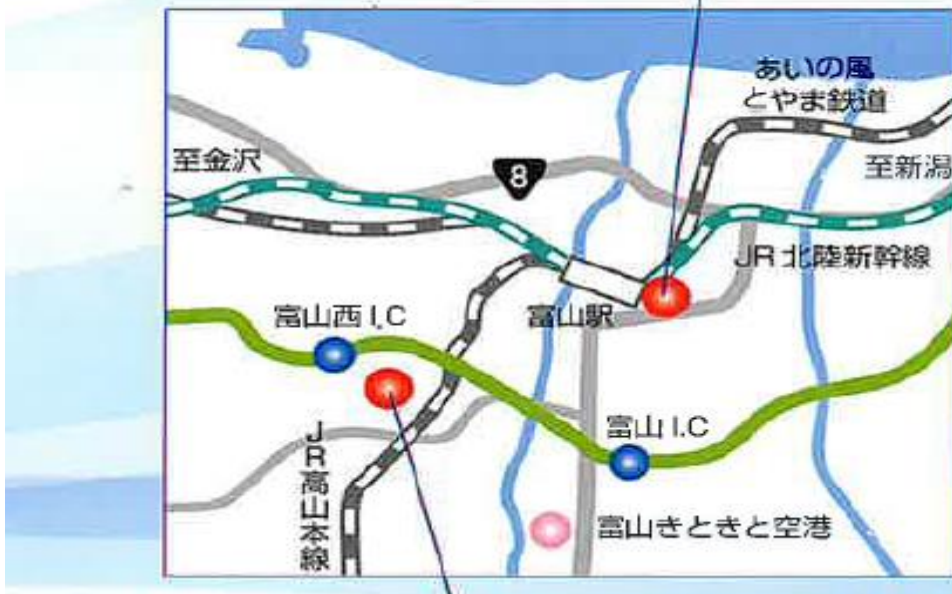 あいの風
とやま鉄道
至金沢
8
至新潟
JR北陸新幹線
富山西I.C
富山駅
富山I.C
JR高山本線
富山きときと空港